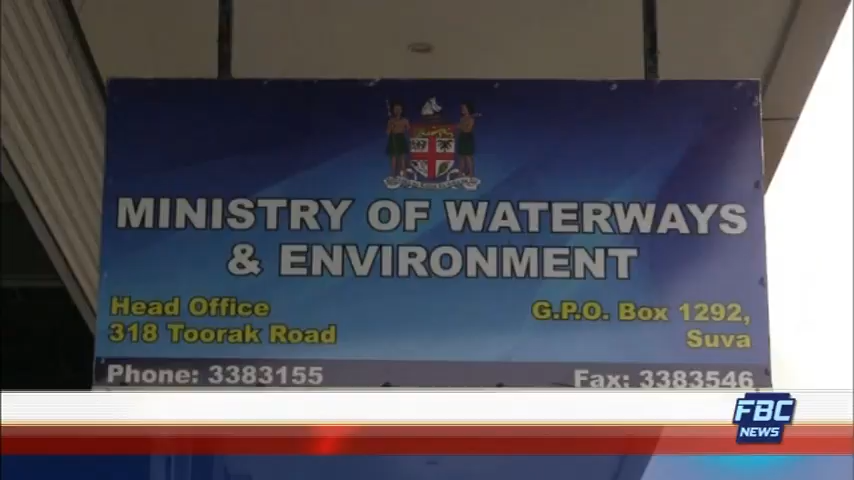 MINISTRY OF WATERWAYS
& ENVIRONMENT
Head Office
318 Toorak Road
G.P.O. Box 1292,
Suva
Phone: 3383155
Fax: 3383546
FBC
NEWS